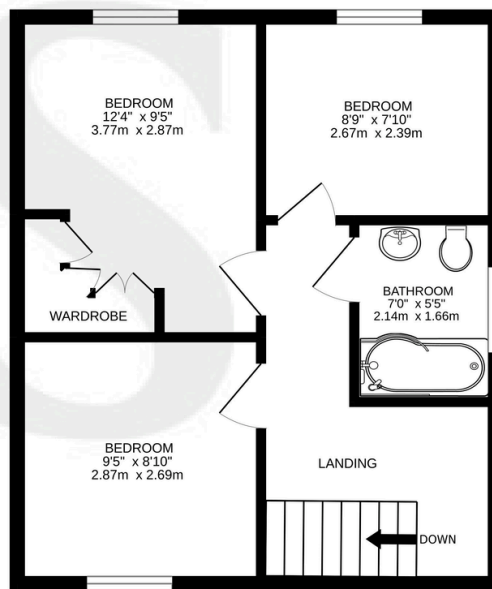 BEDROOM
12'4" x 9'5"
3.77m x 2.87m
BEDROOM
8'9" x 7'10"
2.67m x 2.39m
WARDROBE
BATHROOM
7'0" x 5'5"
2.14m x 1.66m
BEDROOM
9'5" x 8'10"
2.87m x 2.69m
LANDING
DOWN